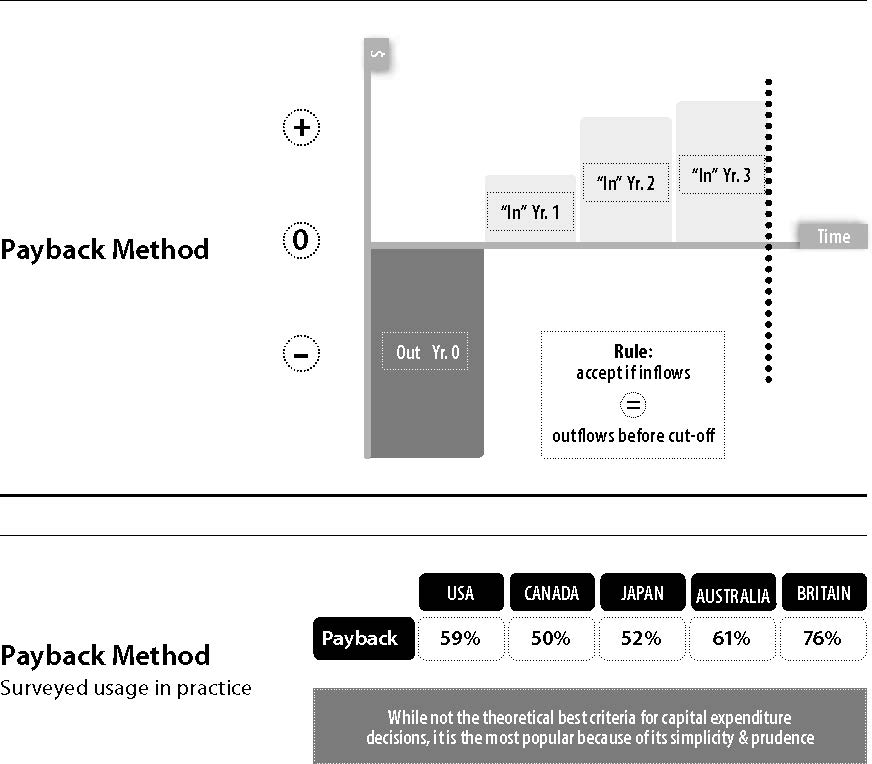 $
+
Payback Method
0
–
"In" Yr. 1
"In" Yr. 2
"In" Yr. 3
Time
Out Yr. 0
Rule:
accept if inflows
=
outflows before cut-off
USA CANADA JAPAN AUSTRALIA BRITAIN
Payback 59% 50% 52% 61% 76%
Payback Method
Surveyed usage in practice
While not the theoretical best criteria for capital expenditure
decisions, it is the most popular because of its simplicity & prudence